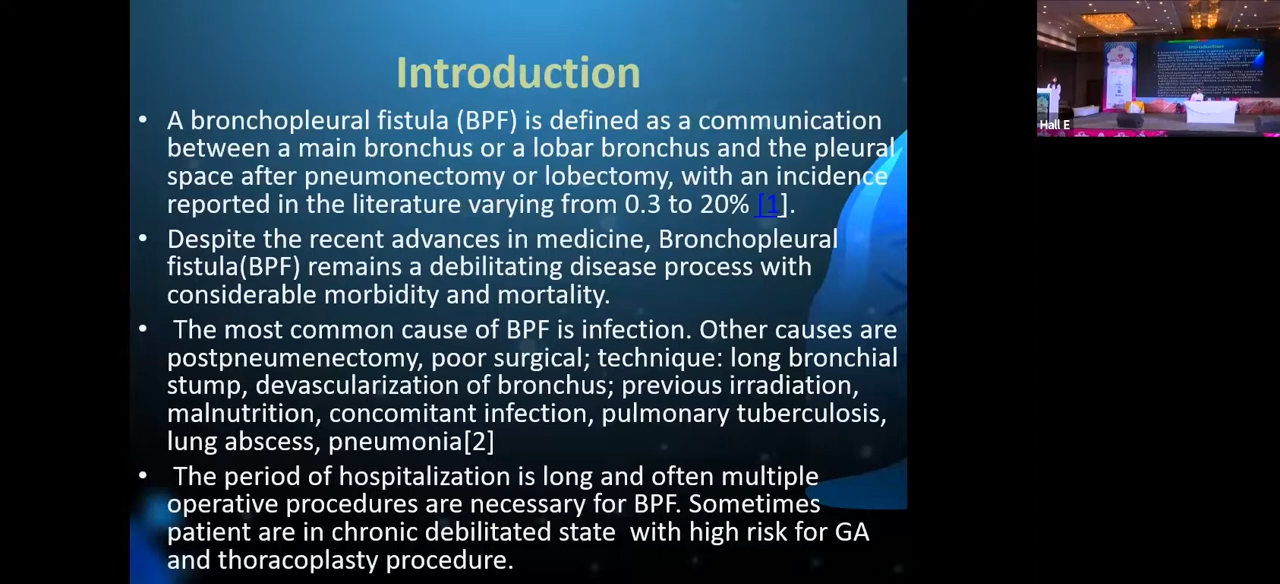 Introduction
• A bronchopleural fistula (BPF) is defined as a communication
between a main bronchus or a lobar bronchus and the pleural
space after pneumonectomy or lobectomy, with an incidence
reported in the literature varying from 0.3 to 20% [1].
• Despite the recent advances in medicine, Bronchopleural
fistula(BPF) remains a debilitating disease process with
considerable morbidity and mortality.
• The most common cause of BPF is infection. Other causes are
postpneumenectomy, poor surgical; technique: long bronchial
stump, devascularization of bronchus; previous irradiation,
malnutrition, concomitant infection, pulmonary tuberculosis,
lung abscess, pneumonia[2]
• The period of hospitalization is long and often multiple
operative procedures are necessary for BPF. Sometimes
patient are in chronic debilitated state with high risk for GA
and thoracoplasty procedure.
Hall E